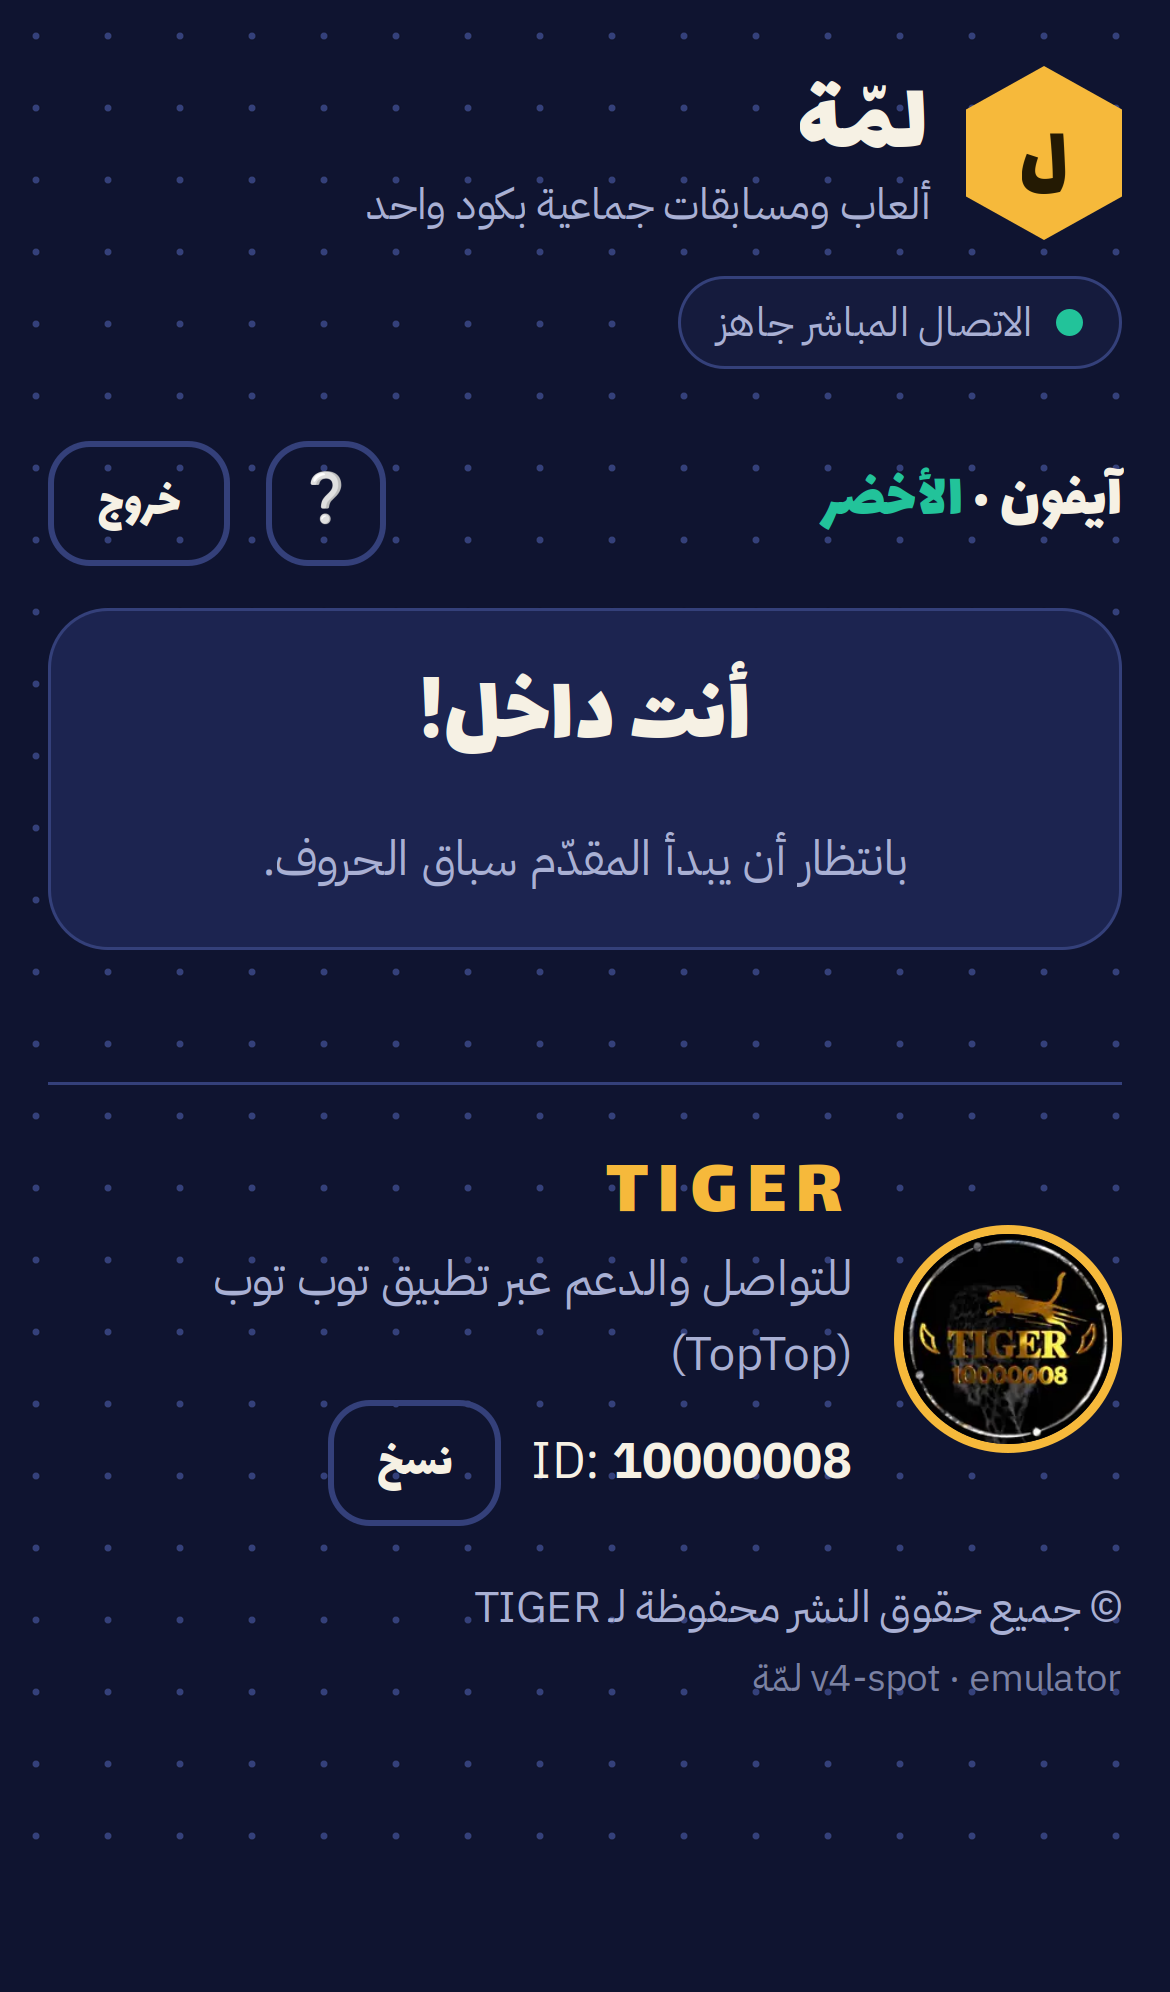 ل
لمّة
ألعاب ومسابقات جماعية بكود واحد
الاتصال المباشر جاهز
آيفون · الأخضر
?
خروج
أنت داخل!
بانتظار أن يبدأ المقدّم سباق الحروف.
TIGER
للتواصل والدعم عبر تطبيق توب توب
(TopTop)
ID: 10000008
نسخ
TIGER
10000008
© جميع حقوق النشر محفوظة لـ TIGER
لمّة v4-spot · emulator